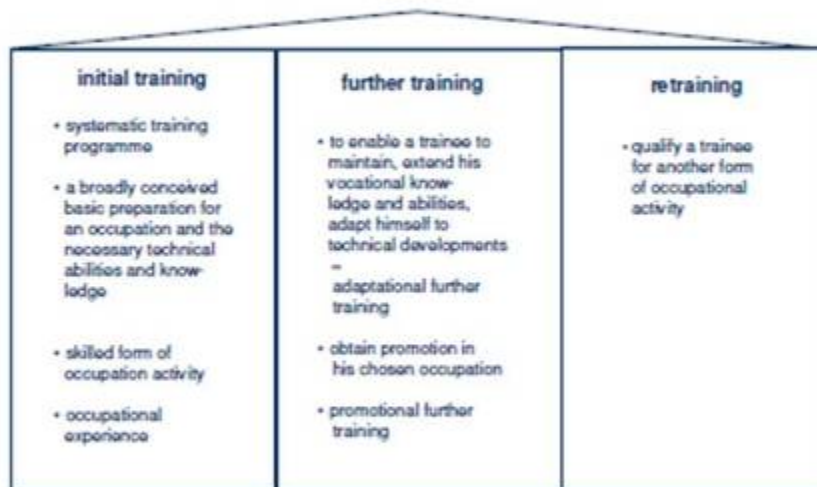 initial training
• systematic training
programme
• a broadly conceived
basic preparation for
an occupation and the
necessary technical
abilities and know-
ledge
• skilled form of
occupation activity
• occupational
experience
further training
• to enable a trainee to
maintain, extend his
vocational know-
ledge and abilities,
adapt himself to
technical developments
–
adaptational further
training
• obtain promotion in
his chosen occupation
• promotional further
training
retraining
• qualify a trainee
for another form
of occupational
activity